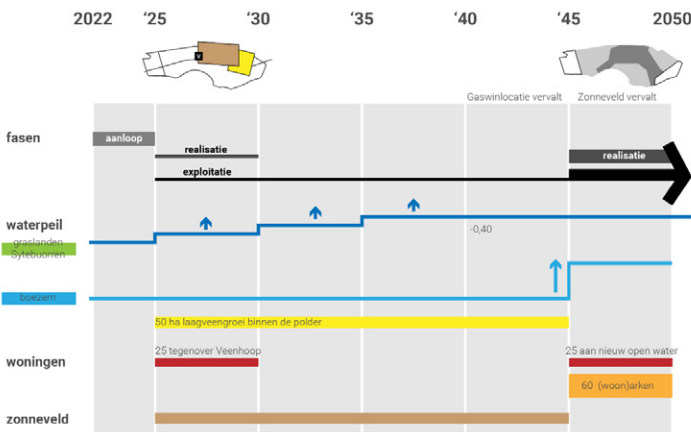 2022 '25 '30 '35 '40 '45 2050
v
Gaswinlocatie vervalt Zonneveld vervalt
fasen aanloop
realisatie realisatie
exploitatie
waterpeil
-0,40
graslanden
Sytebuorren
boezem
50 ha laagveengroei binnen de polder
25 tegenover Veenhoop 25 aan nieuw open water
woningen
60 (woon)arken
zonneveld